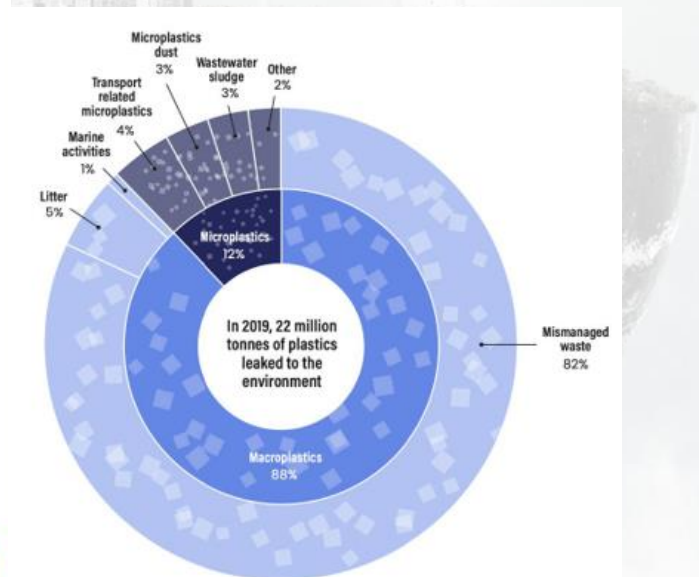 Microplastics
dust
3%
Wastewater
sludge
3%
Other
2%
Transport
related
microplastics
4%
Marine
activities
1%
Litter
5%
Microplastics
12%
In 2019, 22 million
tonnes of plastics
leaked to the
environment
Mismanaged
waste
82%
Macroplastics
88%